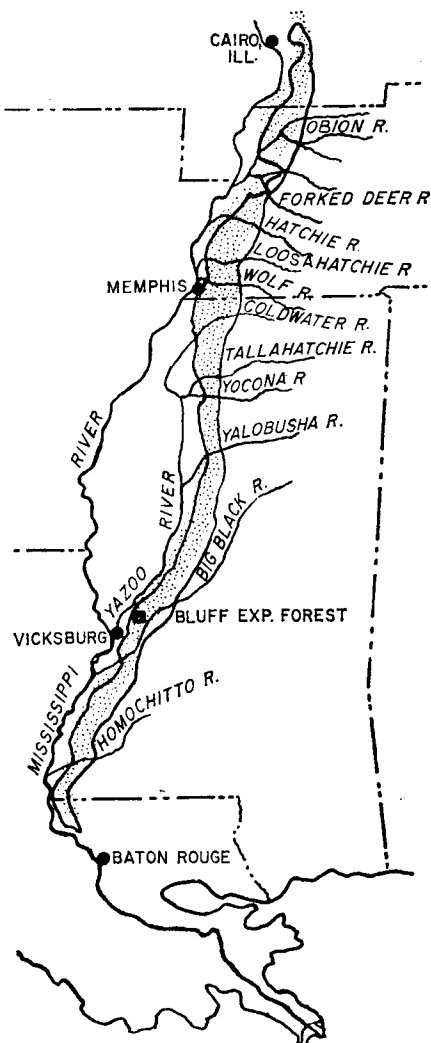 CAIRO,
ILL.
OBION R.
FORKED DEER R
HATCHIE R.
LOOSAHATCHIE R
WOLF R.
MEMPHIS
COLDWATER R.
TALLAHATCHIE R.
YOCONA R
YALOBUSHA R.
RIVER
RIVER
BIG BLACK R.
YAZOO
BLUFF EXP. FOREST
VICKSBURG
MISSISSIPPI
HOMOCHITTO R.
BATON ROUGE